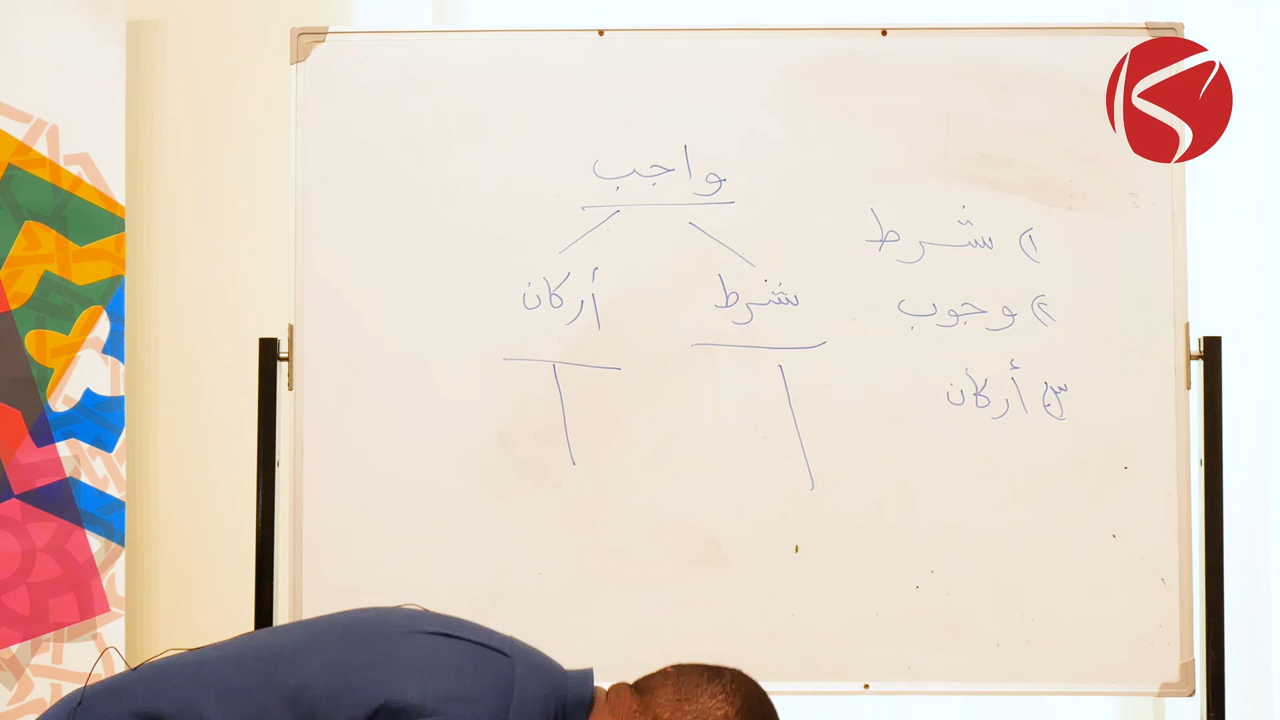 واجب
شرط
أركان
١) شرط
٢) وجوب
٣) أركان